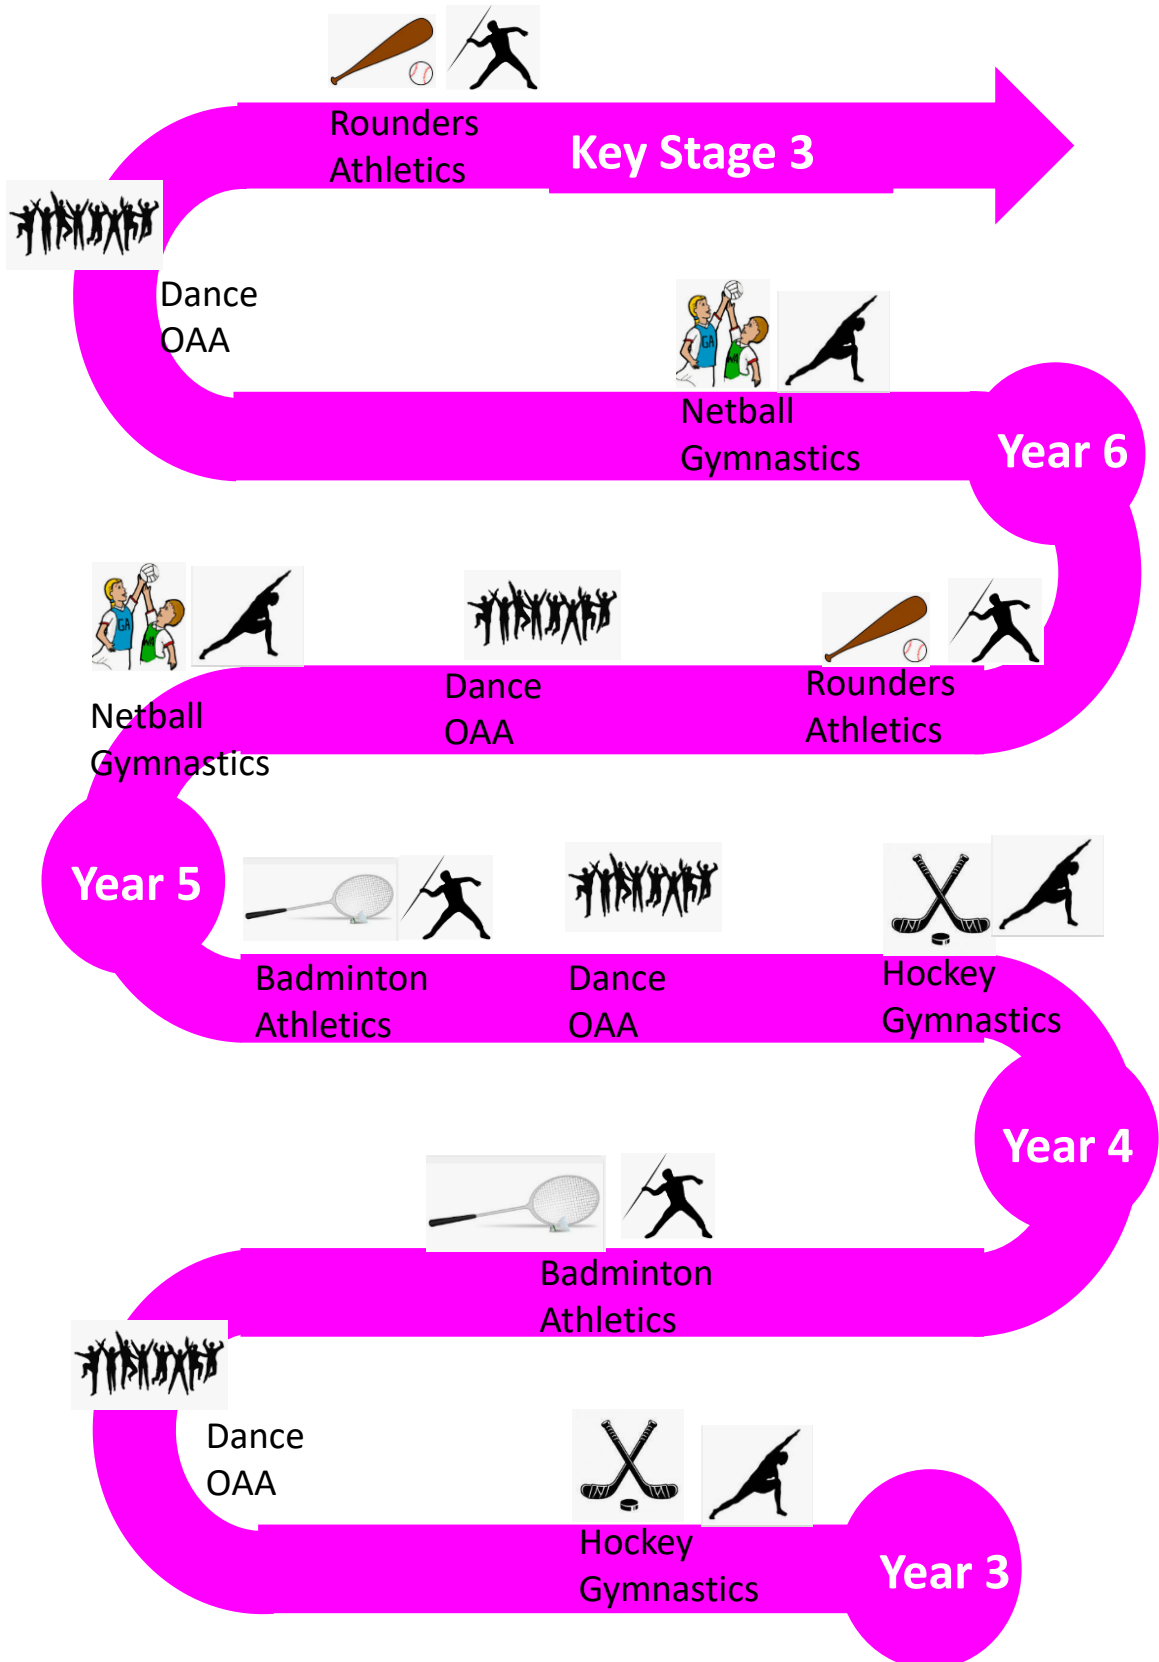 Rounders
Athletics
Key Stage 3
Dance
OAA
Netball
Gymnastics
Year 6
Netball
Gymnastics
Dance
OAA
Rounders
Athletics
Year 5
Badminton
Athletics
Dance
OAA
Hockey
Gymnastics
Year 4
Badminton
Athletics
Dance
OAA
Hockey
Gymnastics
Year 3